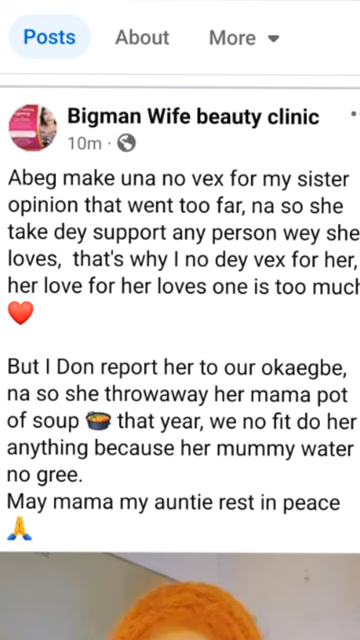 Posts About More
Bigman Wife beauty clinic
10m ·
Abeg make una no vex for my sister
opinion that went too far, na so she
take dey support any person wey she
loves, that's why I no dey vex for her,
her love for her loves one is too much
❤️
But I Don report her to our okaegbe,
na so she throwaway her mama pot
of soup 🍲 that year, we no fit do her
anything because her mummy water
no gree.
May mama my auntie rest in peace
🙏